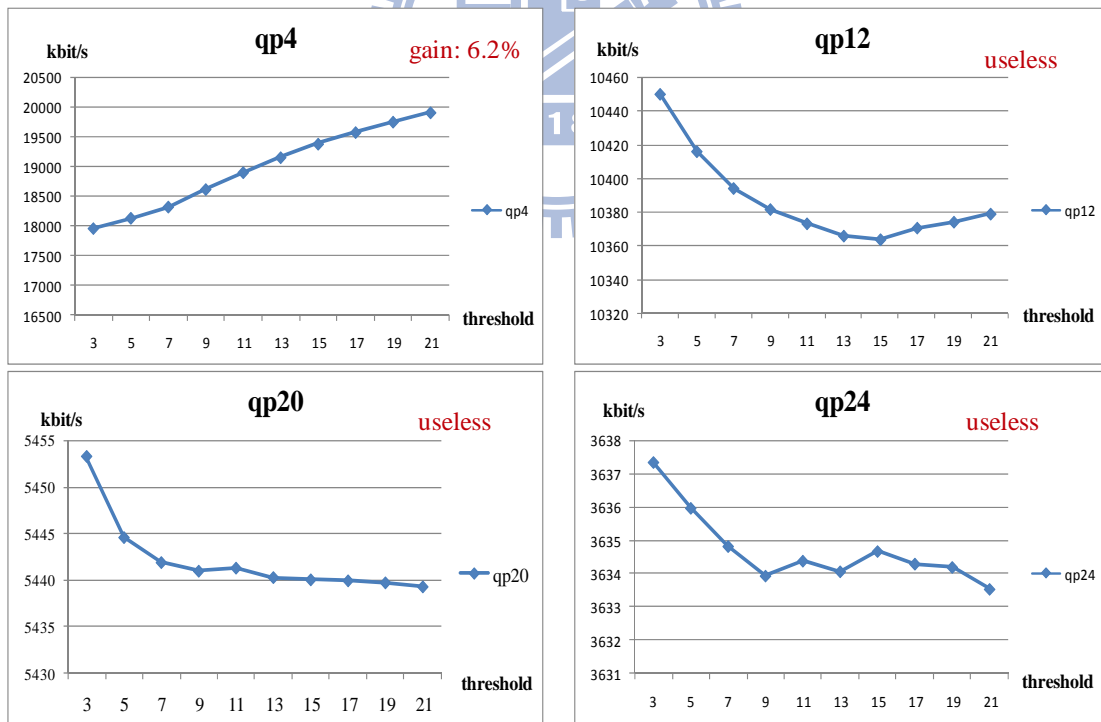 qp4
kbit/s
gain: 6.2%
20500
20000
19500
19000
18500
18000
17500
17000
16500
3 5 7 9 11 13 15 17 19 21
threshold
qp4
qp12
kbit/s
useless
10460
10440
10420
10400
10380
10360
10340
10320
3 5 7 9 11 13 15 17 19 21
threshold
qp12
18
qp20
kbit/s
useless
5455
5450
5445
5440
5435
5430
3 5 7 9 11 13 15 17 19 21
threshold
qp20
qp24
kbit/s
useless
3638
3637
3636
3635
3634
3633
3632
3631
3 5 7 9 11 13 15 17 19 21
threshold
qp24